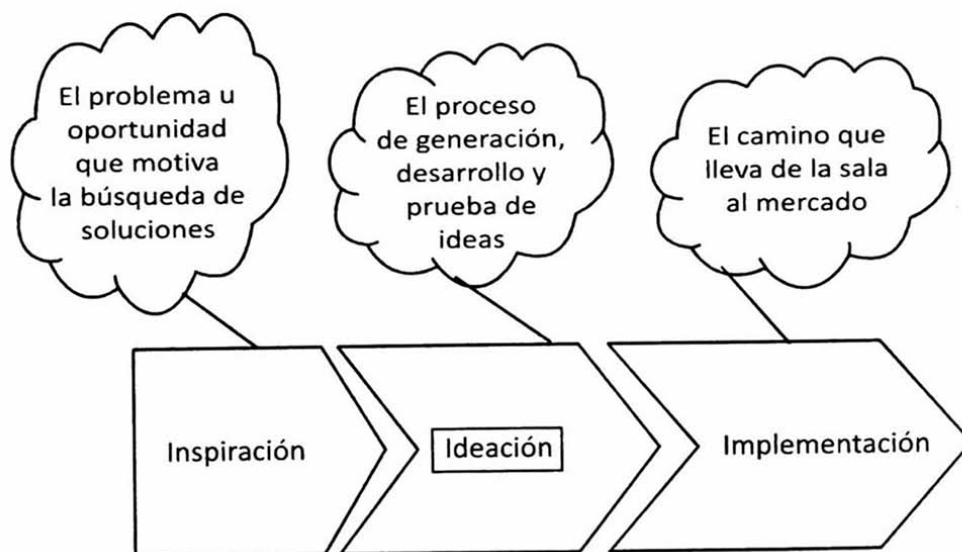 El problema u
oportunidad
que motiva
la búsqueda de
soluciones
El proceso
de generación,
desarrollo y
prueba de
ideas
El camino que
lleva de la sala
al mercado
Inspiración
Ideación
Implementación